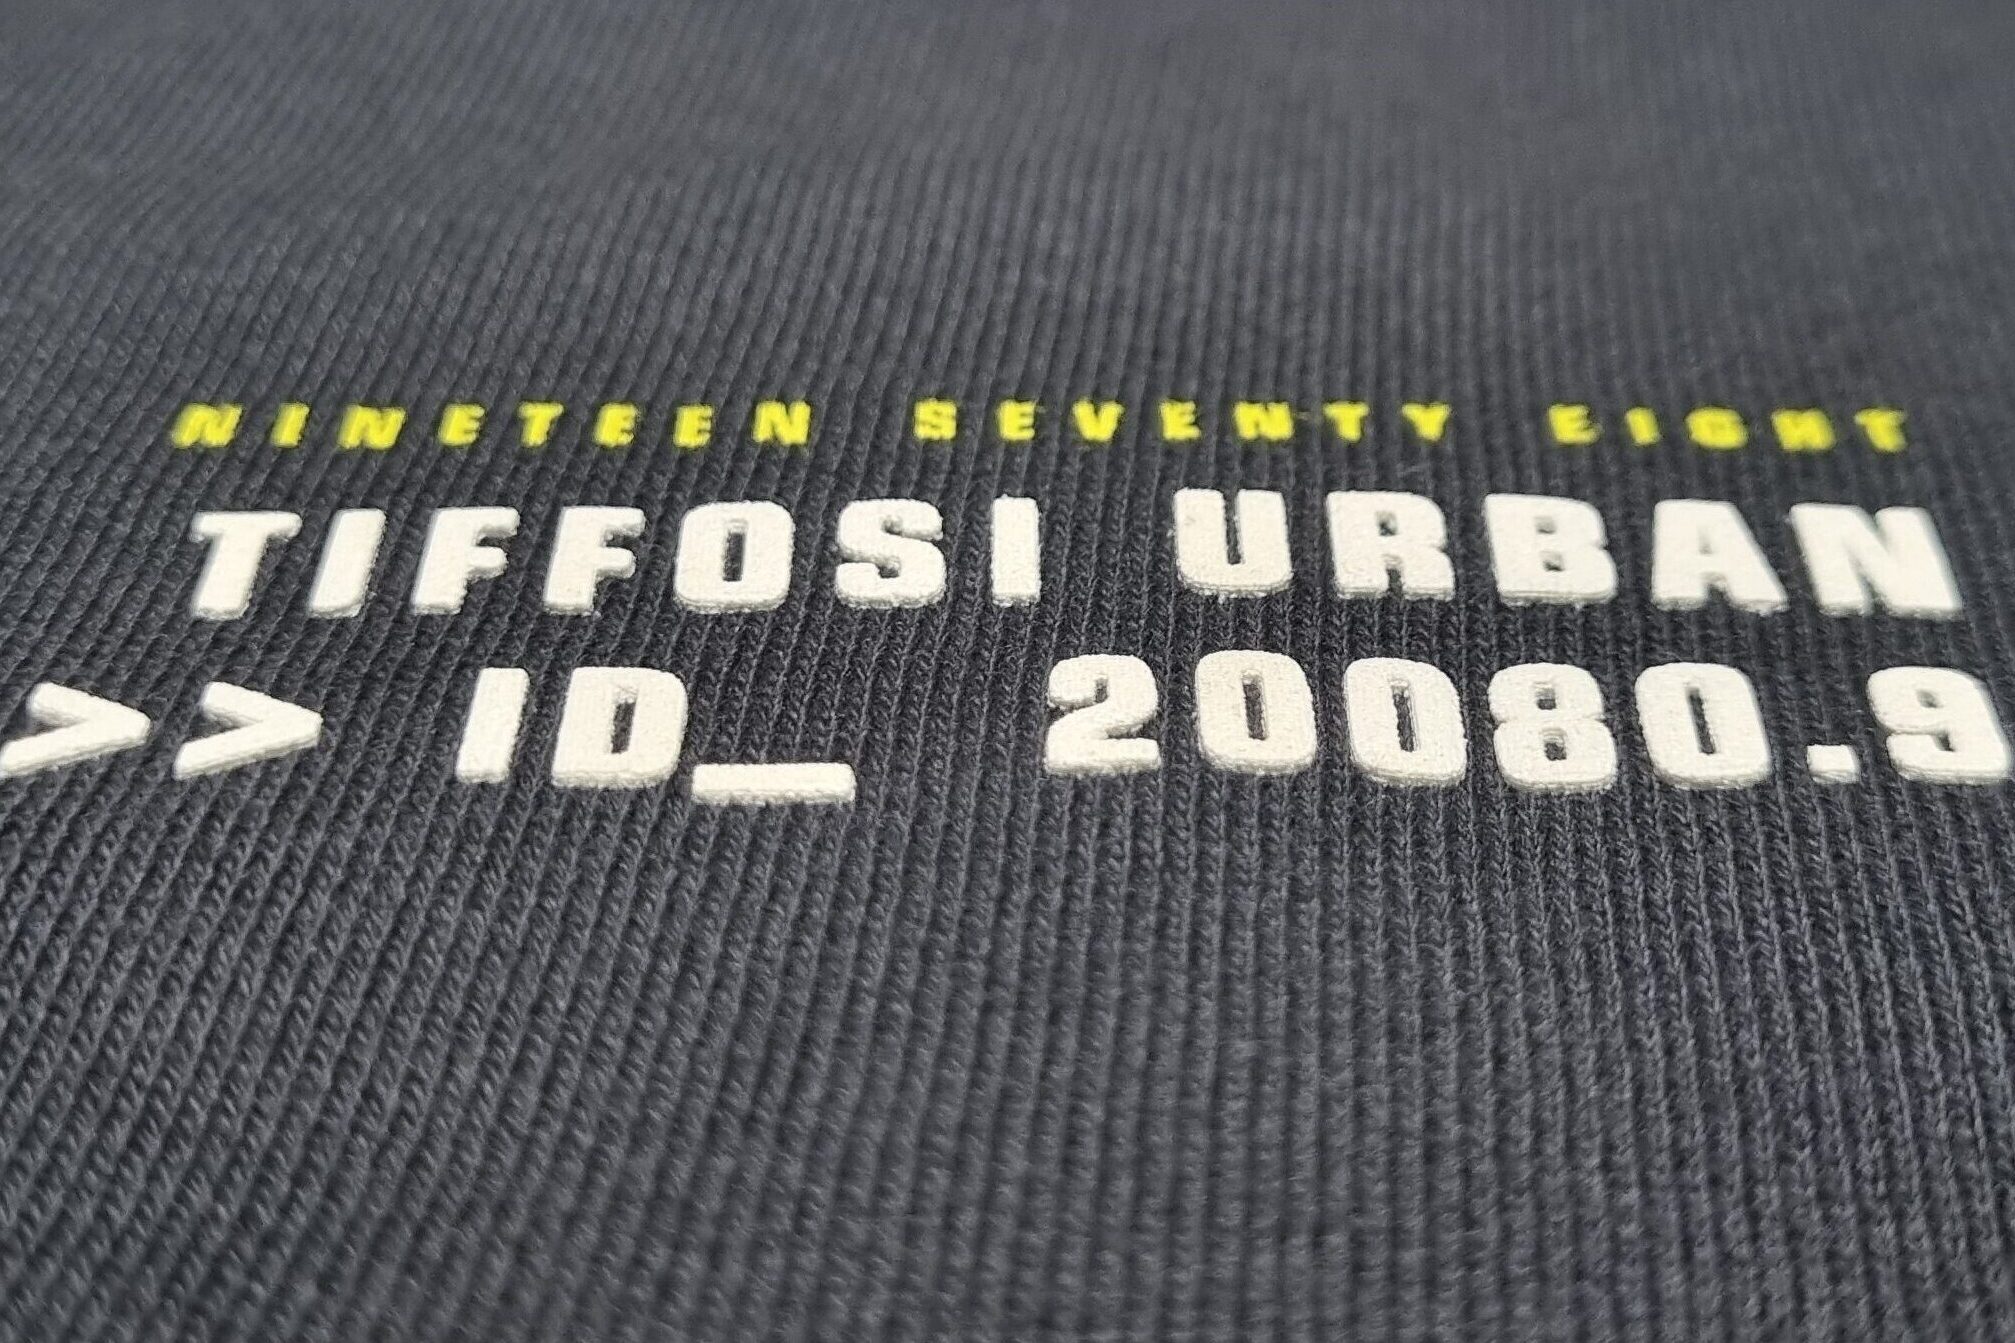 NINETEEN SEVENTY EIGHT
TIFFOSI URBAN
>> ID_ 20080.9